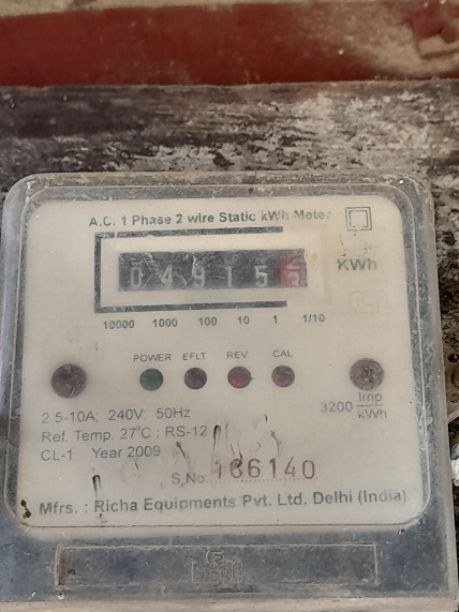 A.C. 1 Phase 2 wire Static kWh Meter
04915
KWh
10000 1000 100 10 1 1/10
POWER EFLT REV. CAL
3200 Imp/kWh
2.5-10A; 240V; 50Hz
Ref. Temp. 27°C : RS-12
CL-1 Year 2009
S.No. 186140
Mfrs. : Richa Equipments Pvt. Ltd. Delhi (India)